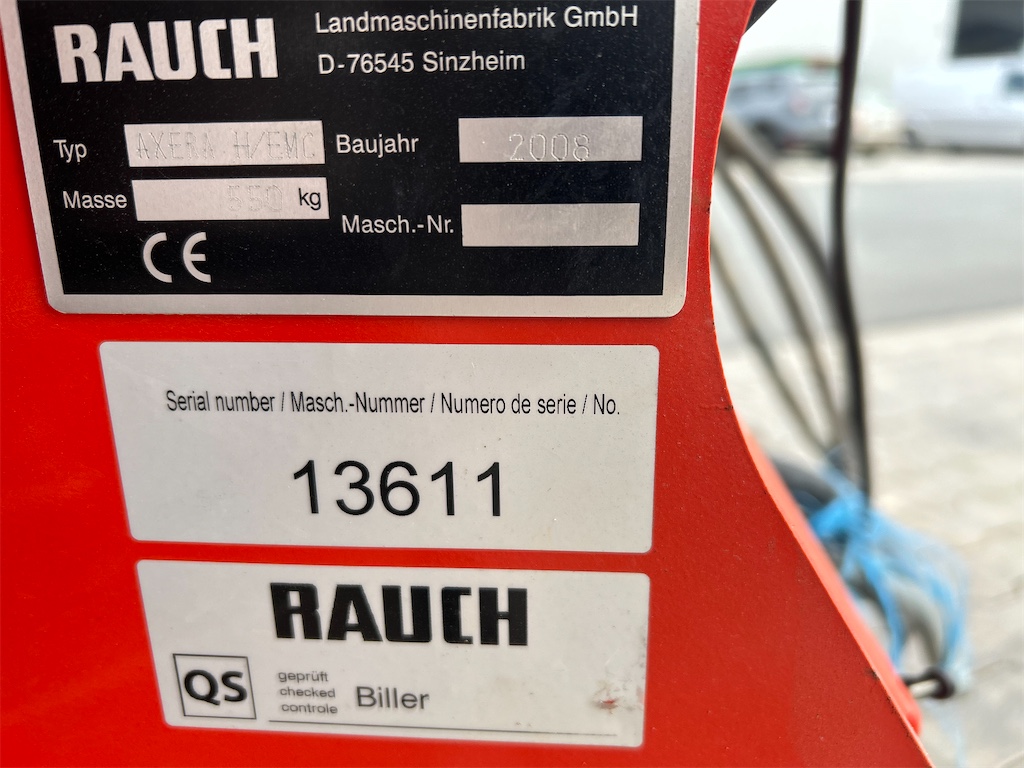 RAUCH
Landmaschinenfabrik GmbH
D-76545 Sinzheim
Typ AXERA H/EMC Baujahr 2008
Masse 550 kg
Masch.-Nr.
CE
Serial number / Masch.-Nummer / Numero de serie / No.
13611
RAUCH
QS
geprüft
checked
controle
Biller